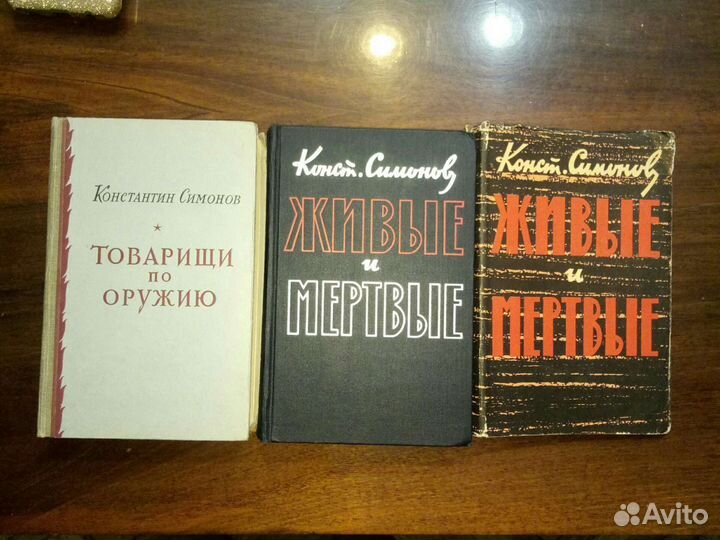 Константин Симонов
Товарищи
по
оружию
Конст. Симонов
ЖИВЫЕ
и
МЕРТВЫЕ
Конст. Симонов
ЖИВЫЕ
и
МЕРТВЫЕ
Avito